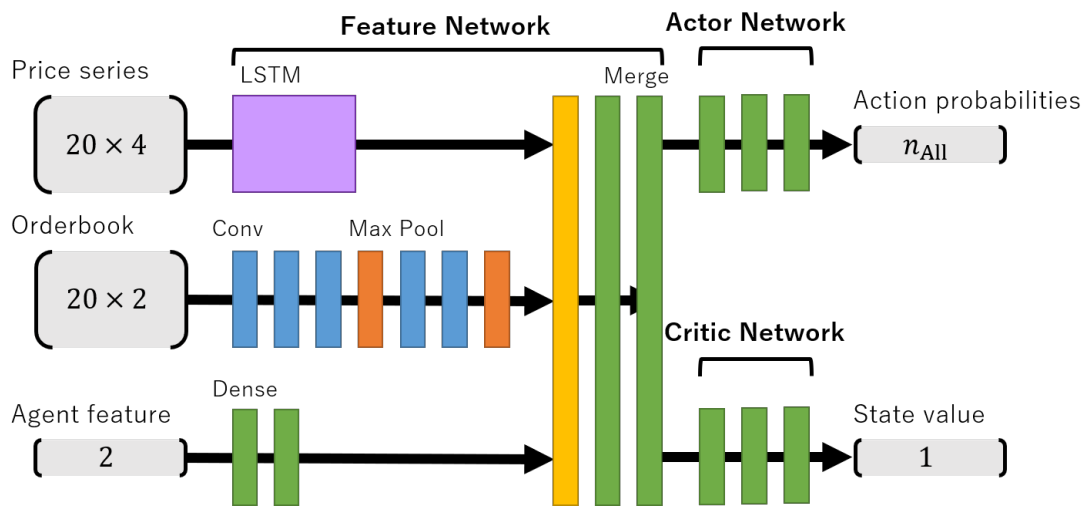 Feature Network
Actor Network
Price series
LSTM
Merge
Action probabilities
20 × 4
n_All
Orderbook
Conv
Max Pool
20 × 2
Critic Network
Dense
Agent feature
State value
2
1